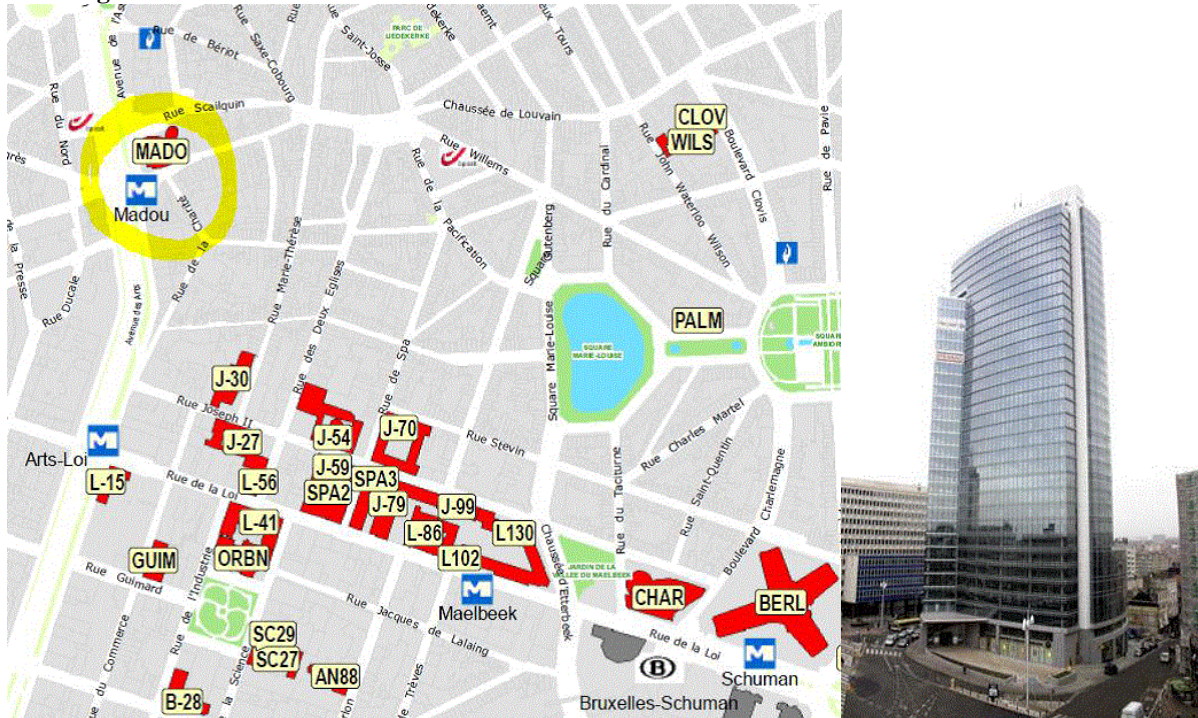 Avenue de l'As
Rue de Bériot
Rue Saxe-Cobourg
Rue Saint-Josse
PARC DE
LIEDEKERKE
Rue du Nord
Rue Scailquin
Chaussée de Louvain
CLOV
WILS
MADO
M
Madou
Rue Willems
Rue de la Pacification
Rue John Waterloo Wilson
Boulevard Clovis
Rue de Pavie
Rue du Cardinal
Square Gutenberg
Rue de la Charité
de la Presse
Rue Ducale
Avenue des Arts
Rue Marie-Thérèse
Rue des Deux Eglises
Rue de Spa
Square Marie-Louise
SQUARE
MARIE-LOUISE
PALM
SQUARE
AMBIORI
J-30
Rue Joseph II
J-27
J-54
J-70
Rue Stevin
Rue Charles Martel
Rue Saint-Quentin
Boulevard Charlemagne
Rue du Taciturne
M
Arts-Loi
L-15
Rue de la Loi
L-56
J-59
SPA2
SPA3
J-79
J-99
L-41
ORBN
L-86
L130
L102
GUIM
Rue Guimard
Rue de l'Industrie
M
Maelbeek
Chaussée d'Etterbeek
JARDIN DE LA
VALLÉE DU MAELBEEK
CHAR
BERL
Rue Jacques de Lalaing
Rue de la Loi
M
Schuman
B
Bruxelles-Schuman
SC29
SC27
AN88
B-28
Rue du Commerce
de la Science
de Trèves